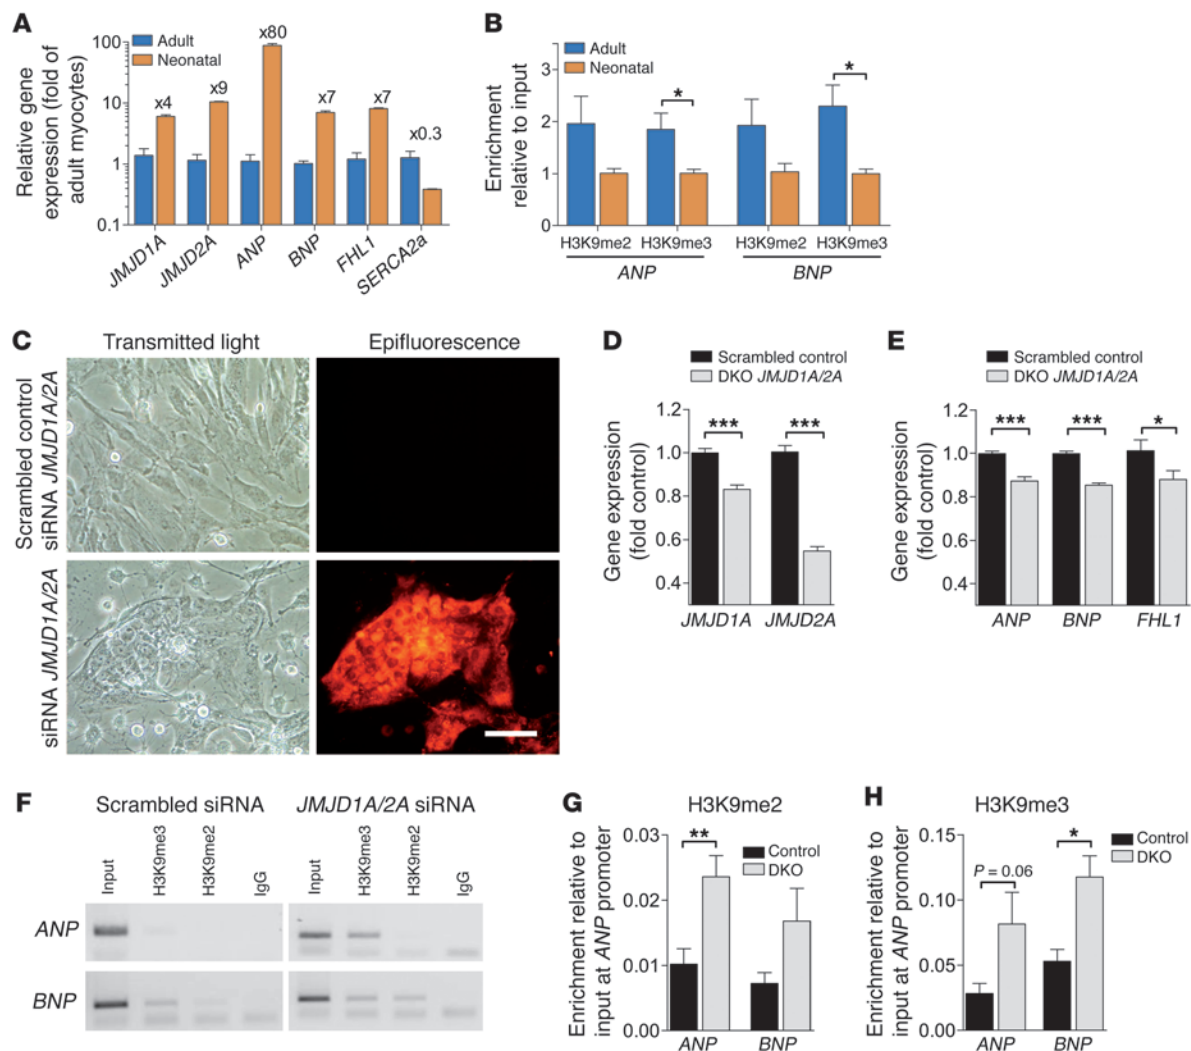 A
Relative gene
expression (fold of
adult myocytes)
100
10
1
0.1
Adult
Neonatal
x4
x9
x80
x7
x7
x0.3
JMJD1A
JMJD2A
ANP
BNP
FHL1
SERCA2a
B
Enrichment
relative to input
3
2
1
0
Adult
Neonatal
*
*
H3K9me2
H3K9me3
H3K9me2
H3K9me3
ANP
BNP
C
Transmitted light
Epifluorescence
Scrambled control
siRNA JMJD1A/2A
siRNA JMJD1A/2A
D
Scrambled control
DKO JMJD1A/2A
Gene expression
(fold control)
1.2
1.0
0.8
0.6
0.4
***
***
JMJD1A
JMJD2A
E
Scrambled control
DKO JMJD1A/2A
Gene expression
(fold control)
1.2
1.0
0.8
0.6
0.4
***
***
*
ANP
BNP
FHL1
F
Scrambled siRNA
JMJD1A/2A siRNA
Input
H3K9me3
H3K9me2
IgG
Input
H3K9me3
H3K9me2
IgG
ANP
BNP
G
H3K9me2
Enrichment relative to
input at ANP promoter
0.03
0.02
0.01
0.00
**
Control
DKO
ANP
BNP
H
H3K9me3
Enrichment relative to
input at ANP promoter
0.15
0.10
0.05
0.00
P = 0.06
*
Control
DKO
ANP
BNP